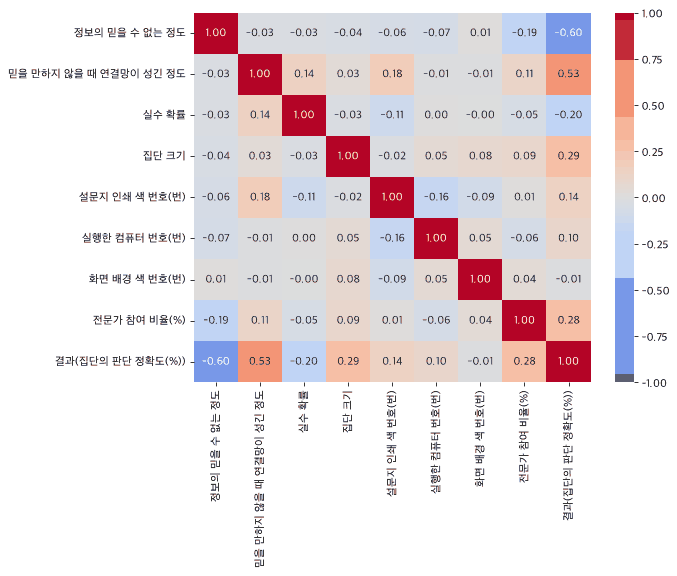 정보의 믿을 수 없는 정도 1.00 -0.03 -0.03 -0.04 -0.06 -0.07 0.01 -0.19 -0.60
믿을 만하지 않을 때 연결망이 성긴 정도 -0.03 1.00 0.14 0.03 0.18 -0.01 -0.01 0.11 0.53
실수 확률 -0.03 0.14 1.00 -0.03 -0.11 0.00 -0.00 -0.05 -0.20
집단 크기 -0.04 0.03 -0.03 1.00 -0.02 0.05 0.08 0.09 0.29
설문지 인쇄 색 번호(번) -0.06 0.18 -0.11 -0.02 1.00 -0.16 -0.09 0.01 0.14
실행한 컴퓨터 번호(번) -0.07 -0.01 0.00 0.05 -0.16 1.00 0.05 -0.06 0.10
화면 배경 색 번호(번) 0.01 -0.01 -0.00 0.08 -0.09 0.05 1.00 0.04 -0.01
전문가 참여 비율(%) -0.19 0.11 -0.05 0.09 0.01 -0.06 0.04 1.00 0.28
결과(집단의 판단 정확도(%)) -0.60 0.53 -0.20 0.29 0.14 0.10 -0.01 0.28 1.00
정보의 믿을 수 없는 정도
믿을 만하지 않을 때 연결망이 성긴 정도
실수 확률
집단 크기
설문지 인쇄 색 번호(번)
실행한 컴퓨터 번호(번)
화면 배경 색 번호(번)
전문가 참여 비율(%)
결과(집단의 판단 정확도(%))
1.00
0.75
0.50
0.25
0.00
-0.25
-0.50
-0.75
-1.00